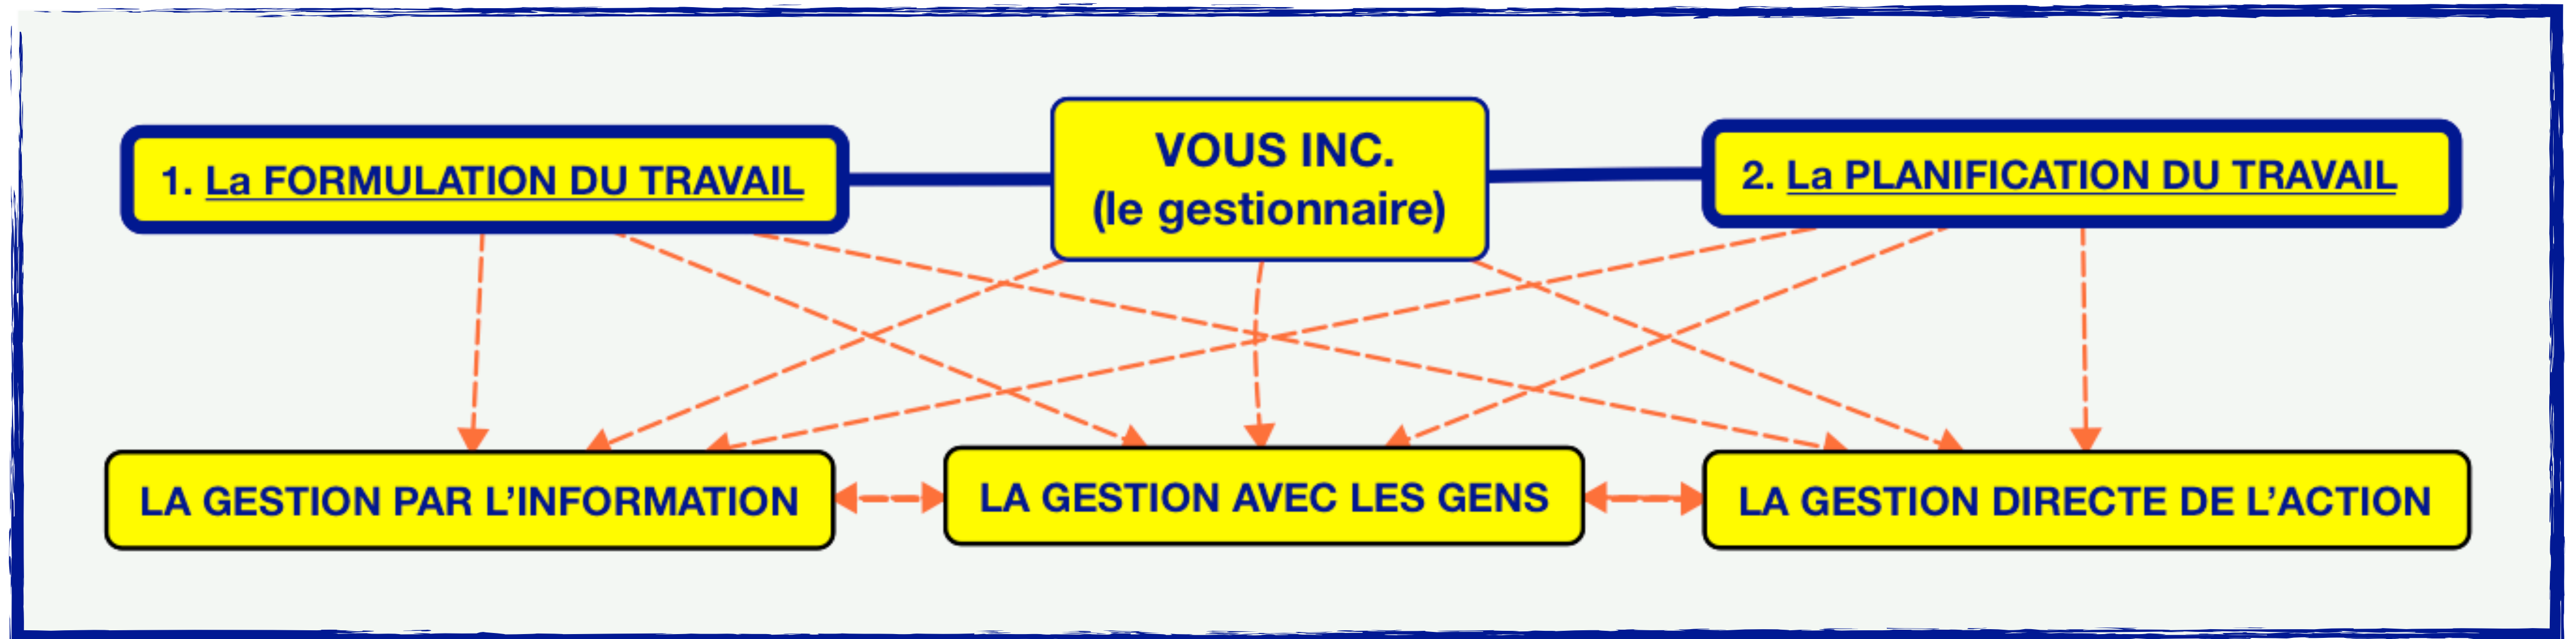 1. La FORMULATION DU TRAVAIL
VOUS INC.
(le gestionnaire)
2. La PLANIFICATION DU TRAVAIL
LA GESTION PAR L’INFORMATION
LA GESTION AVEC LES GENS
LA GESTION DIRECTE DE L’ACTION